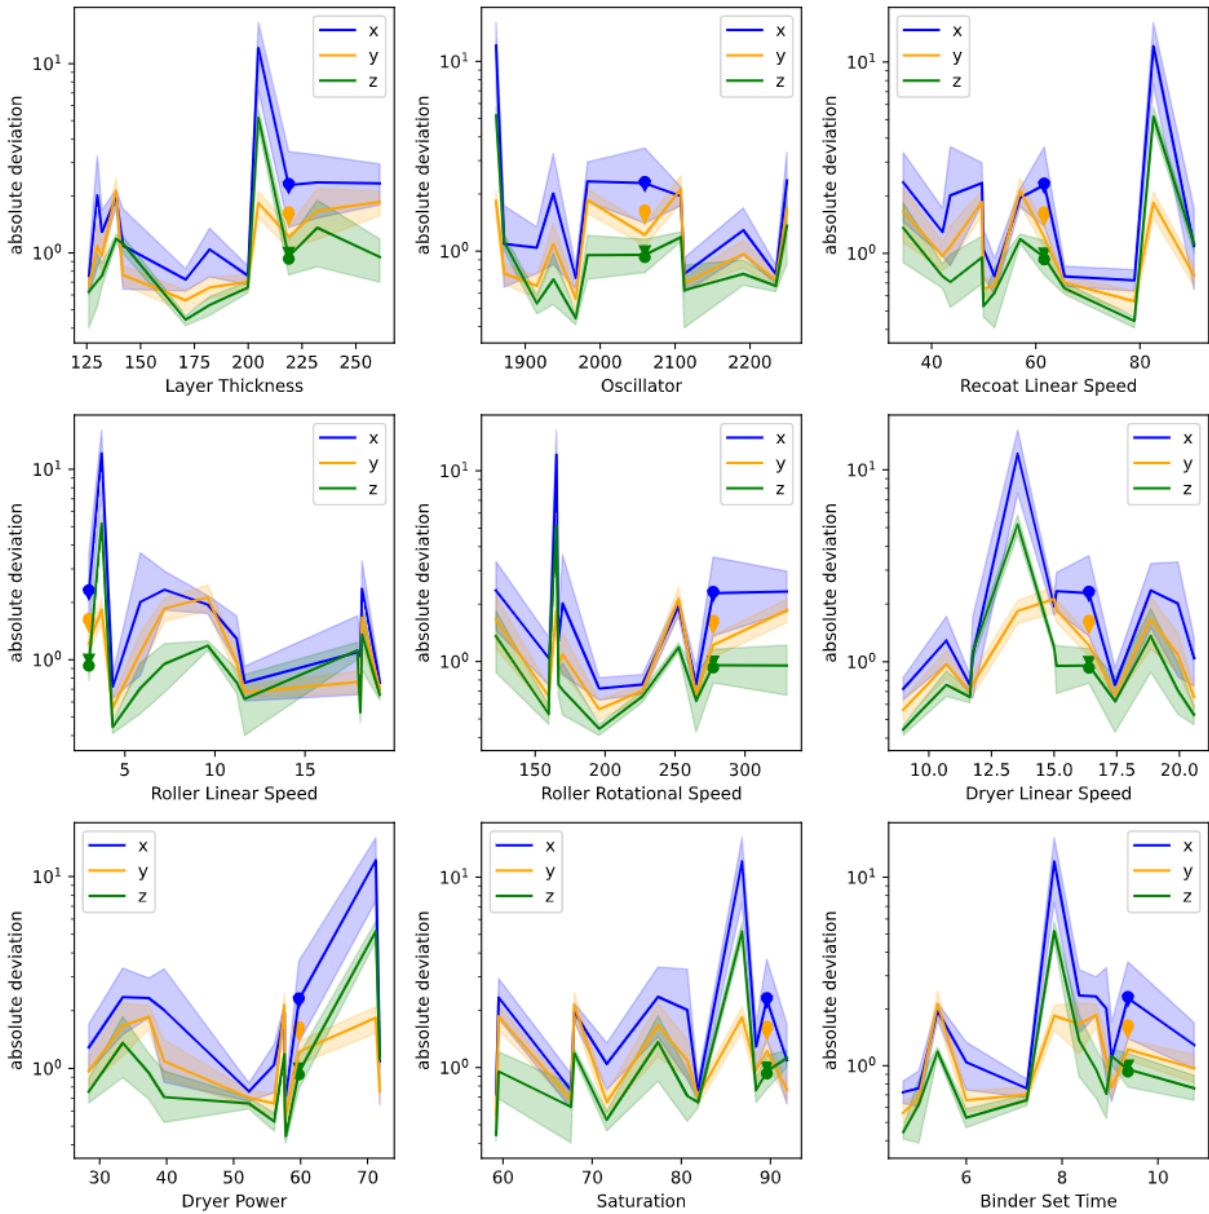 absolute deviation
10¹
10⁰
x
y
z
125 150 175 200 225 250
Layer Thickness
absolute deviation
10¹
10⁰
x
y
z
1900 2000 2100 2200
Oscillator
absolute deviation
10¹
10⁰
x
y
z
40 60 80
Recoat Linear Speed
absolute deviation
10¹
10⁰
x
y
z
5 10 15
Roller Linear Speed
absolute deviation
10¹
10⁰
x
y
z
150 200 250 300
Roller Rotational Speed
absolute deviation
10¹
10⁰
x
y
z
10.0 12.5 15.0 17.5 20.0
Dryer Linear Speed
absolute deviation
10¹
10⁰
x
y
z
30 40 50 60 70
Dryer Power
absolute deviation
10¹
10⁰
x
y
z
60 70 80 90
Saturation
absolute deviation
10¹
10⁰
x
y
z
6 8 10
Binder Set Time